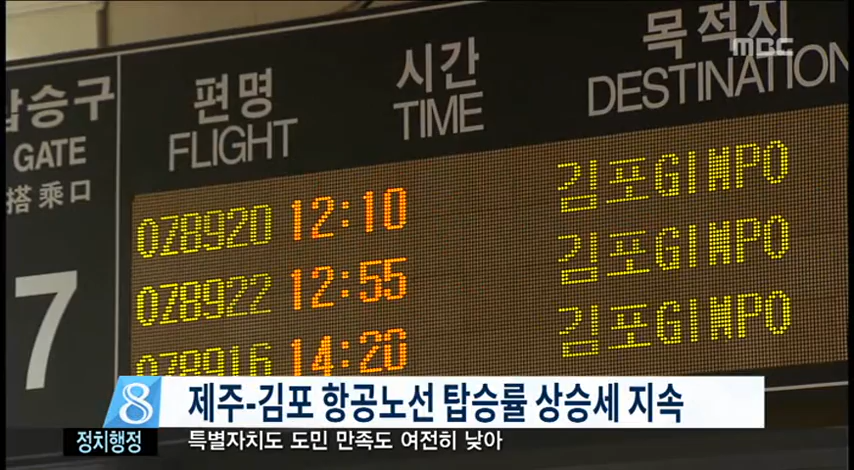 MBC
탑승구 편명 시간 목적지
GATE FLIGHT TIME DESTINATION
搭乘口
7
OZ8920 12:10 김포GIMPO
OZ8922 12:55 김포GIMPO
OZ8916 14:20 김포GIMPO
8 제주-김포 항공노선 탑승률 상승세 지속
정치행정 특별자치도 도민 만족도 여전히 낮아